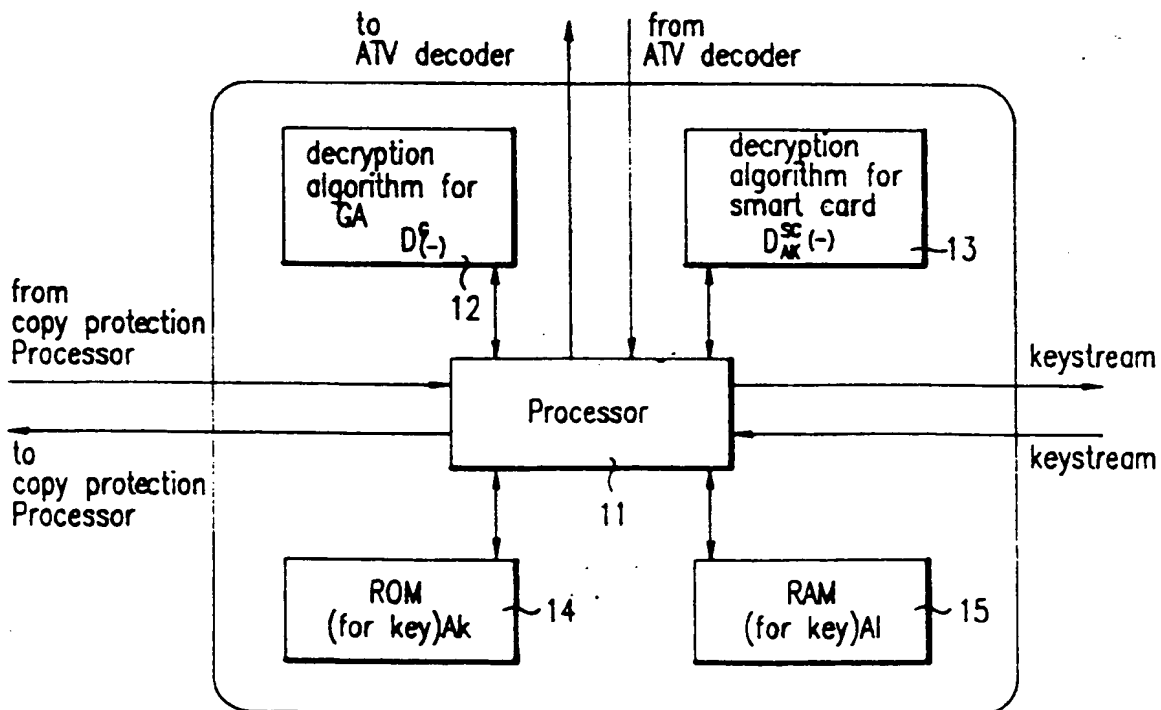 to
ATV decoder
from
ATV decoder
decryption
algorithm for
GA
12
decryption
algorithm for
smart card
D^SC_AK (-)
13
from
copy protection
Processor
keystream
Processor
11
to
copy protection
Processor
keystream
ROM
(for key)Ak
14
RAM
(for key)Al
15